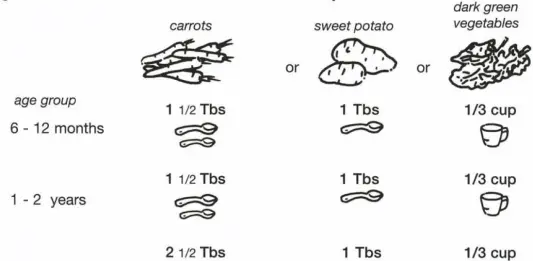 dark green
carrots sweet potato vegetables
or or
age group
1 1/2 Tbs 1 Tbs 1/3 cup
6 - 12 months
1 1/2 Tbs 1 Tbs 1/3 cup
1 - 2 years
2 1/2 Tbs 1 Tbs 1/3 cup